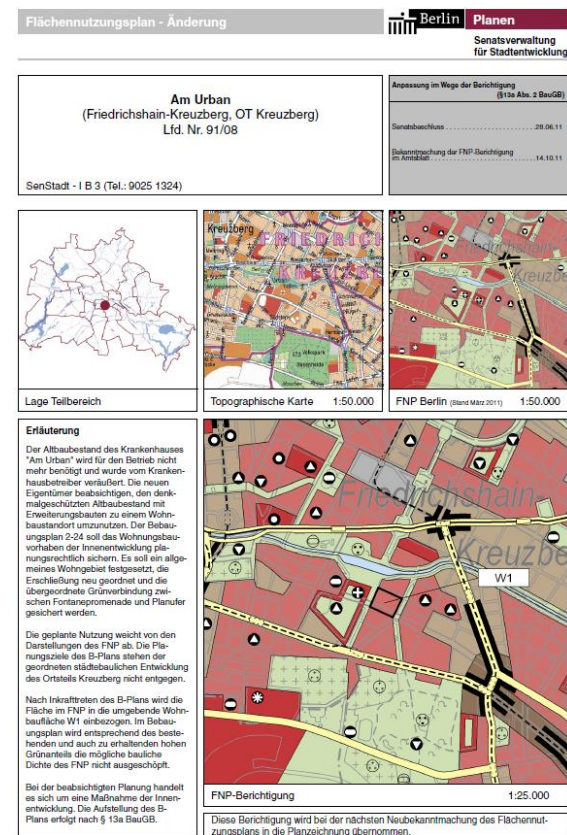 Flächennutzungsplan - Änderung
Berlin Planen
Senatsverwaltung
für Stadtentwicklung
Am Urban
(Friedrichshain-Kreuzberg, OT Kreuzberg)
Lfd. Nr. 91/08
SenStadt - I B 3 (Tel.: 9025 1324)
Anpassung im Wege der Berichtigung
(§13a Abs. 2 BauGB)
Senatsbeschluss ........................ 28.06.11
Bekanntmachung der FNP-Berichtigung
im Amtsblatt ........................ 14.10.11
Kreuzberg
Lage Teilbereich
Topographische Karte 1:50.000
FNP Berlin (Stand März 2011) 1:50.000
Erläuterung
Der Altbaubestand des Krankenhauses
"Am Urban" wird für den Betrieb nicht
mehr benötigt und wurde vom Kranken-
hausbetreiber veräußert. Die neuen
Eigentümer beabsichtigen, den denk-
malgeschützten Altbaubestand mit
Erweiterungsbauten zu einem Wohn-
baustandort umzunutzen. Der Bebau-
ungsplan 2-24 soll das Wohnungsbau-
vorhaben der Innenentwicklung pla-
nungsrechtlich sichern. Es soll ein allge-
meines Wohngebiet festgesetzt, die
Erschließung neu geordnet und die
übergeordnete Grünverbindung zwi-
schen Fontanepromenade und Planufer
gesichert werden.
Die geplante Nutzung weicht von den
Darstellungen des FNP ab. Die Pla-
nungsziele des B-Plans stehen der
geordneten städtebaulichen Entwicklung
des Ortsteils Kreuzberg nicht entgegen.
Nach Inkrafttreten des B-Plans wird die
Fläche im FNP in die umgebende Wohn-
baufläche W1 einbezogen. Im Bebau-
ungsplan wird entsprechend des beste-
henden und auch zu erhaltenden hohen
Grünanteils die mögliche bauliche
Dichte des FNP nicht ausgeschöpft.
Bei der beabsichtigten Planung handelt
es sich um eine Maßnahme der Innen-
entwicklung. Die Aufstellung des B-
Plans erfolgt nach § 13a BauGB.
Friedrichshain-
Kreuzbe
W1
FNP-Berichtigung 1:25.000
Diese Berichtigung wird bei der nächsten Neubekanntmachung des Flächennut-
zungsplans in die Planzeichnung übernommen.